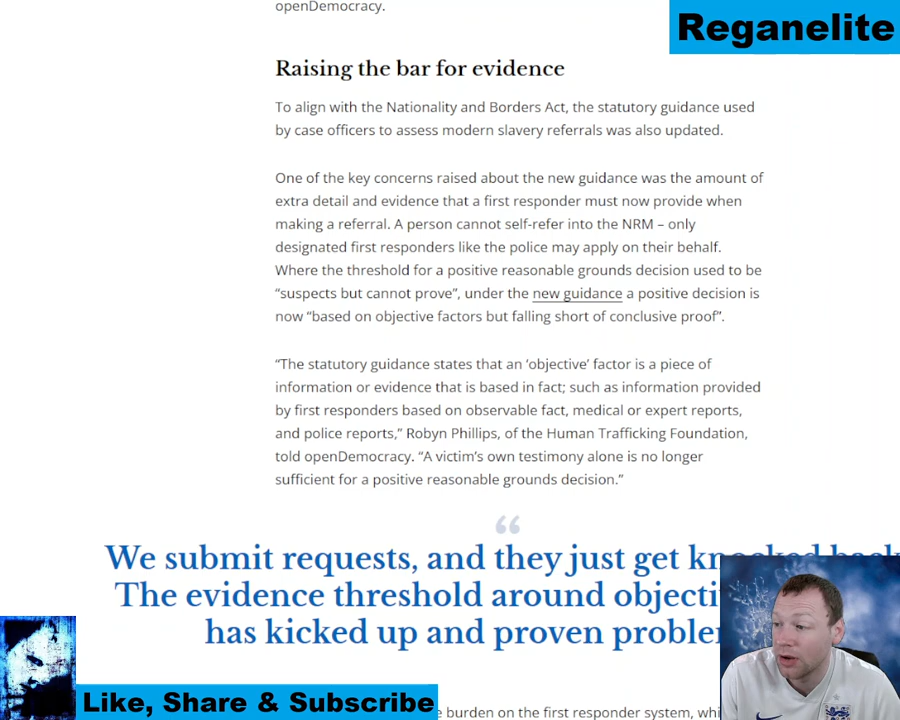 openDemocracy.
Reganelite
Raising the bar for evidence
To align with the Nationality and Borders Act, the statutory guidance used
by case officers to assess modern slavery referrals was also updated.
One of the key concerns raised about the new guidance was the amount of
extra detail and evidence that a first responder must now provide when
making a referral. A person cannot self-refer into the NRM – only
designated first responders like the police may apply on their behalf.
Where the threshold for a positive reasonable grounds decision used to be
“suspects but cannot prove”, under the new guidance a positive decision is
now “based on objective factors but falling short of conclusive proof”.
“The statutory guidance states that an ‘objective’ factor is a piece of
information or evidence that is based in fact; such as information provided
by first responders based on observable fact, medical or expert reports,
and police reports,” Robyn Phillips, of the Human Trafficking Foundation,
told openDemocracy. “A victim’s own testimony alone is no longer
sufficient for a positive reasonable grounds decision.”
“
We submit requests, and they just get knocked back
The evidence threshold around
has kicked up and proven
Like, Share & Subscribe
burden on the first responder system,